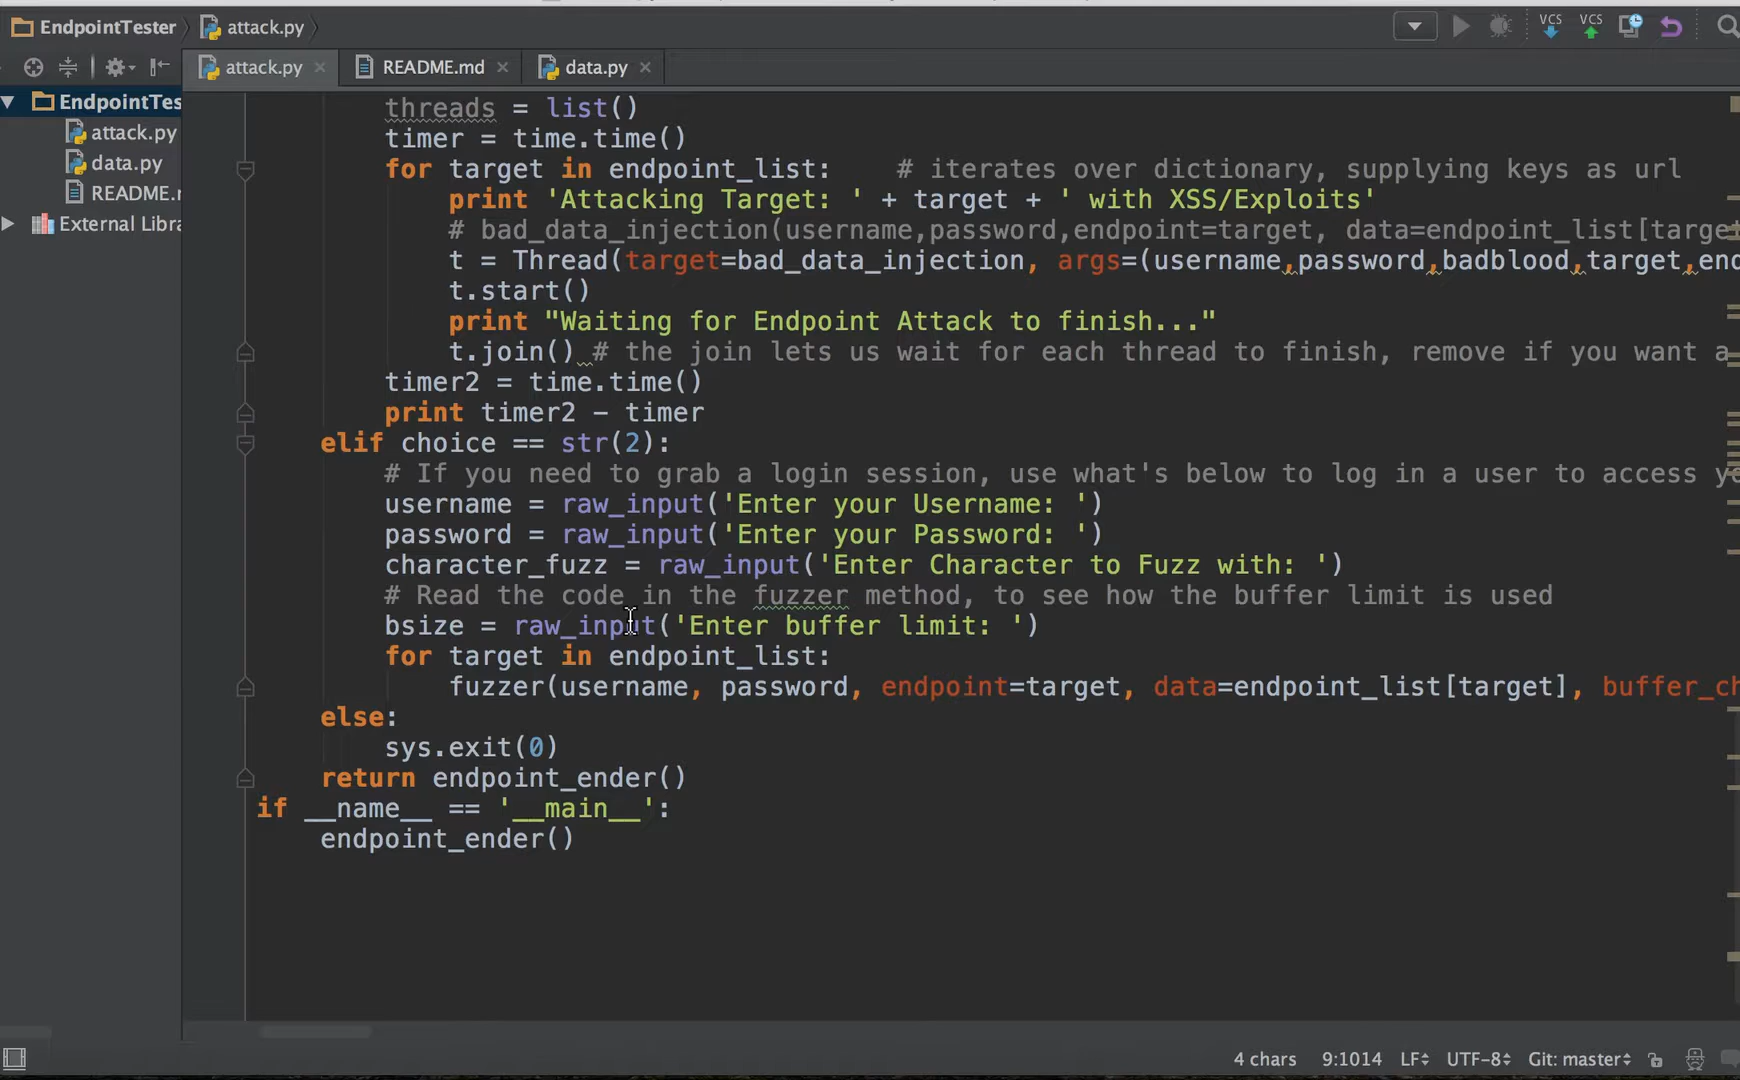 EndpointTester attack.py
VCS VCS
attack.py README.md data.py
EndpointTes
attack.py
data.py
README.r
External Libra
threads = list()
timer = time.time()
for target in endpoint_list: # iterates over dictionary, supplying keys as url
print 'Attacking Target: ' + target + ' with XSS/Exploits'
# bad_data_injection(username,password,endpoint=target, data=endpoint_list[targe
t = Thread(target=bad_data_injection, args=(username,password,badblood,target,end
t.start()
print "Waiting for Endpoint Attack to finish..."
t.join() # the join lets us wait for each thread to finish, remove if you want a
timer2 = time.time()
print timer2 - timer
elif choice == str(2):
# If you need to grab a login session, use what's below to log in a user to access y
username = raw_input('Enter your Username: ')
password = raw_input('Enter your Password: ')
character_fuzz = raw_input('Enter Character to Fuzz with: ')
# Read the code in the fuzzer method, to see how the buffer limit is used
bsize = raw_input('Enter buffer limit: ')
for target in endpoint_list:
fuzzer(username, password, endpoint=target, data=endpoint_list[target], buffer_ch
else:
sys.exit(0)
return endpoint_ender()
if __name__ == '__main__':
endpoint_ender()
4 chars 9:1014 LF UTF-8 Git: master